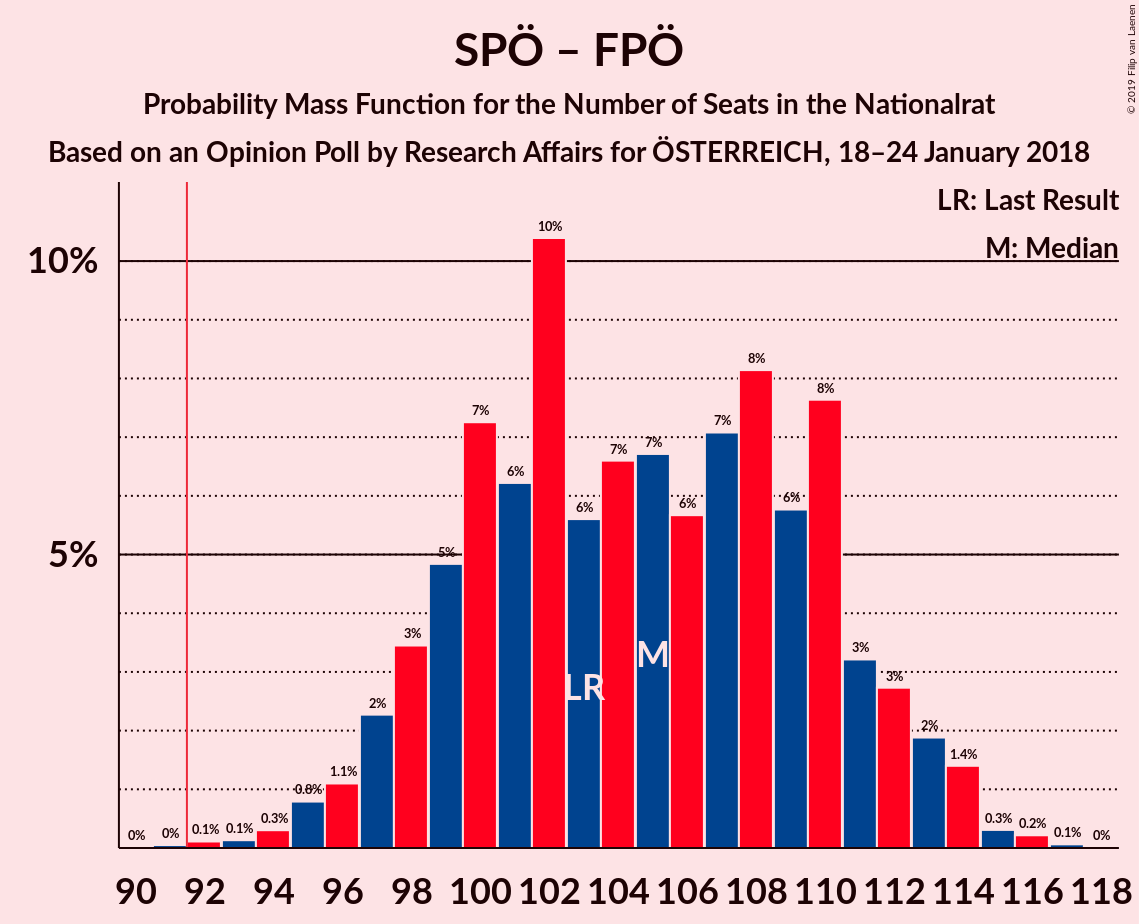 SPÖ – FPÖ
Probability Mass Function for the Number of Seats in the Nationalrat
Based on an Opinion Poll by Research Affairs for ÖSTERREICH, 18–24 January 2018
© 2019 Filip van Laenen
LR: Last Result
M: Median
10%
5%
0% 0% 0.1% 0.1% 0.3% 0.8% 1.1% 2% 3% 5% 7% 6% 10% 6% 7% 7% 6% 7% 8% 6% 8% 3% 3% 2% 1.4% 0.3% 0.2% 0.1% 0%
M
LR
90 92 94 96 98 100 102 104 106 108 110 112 114 116 118